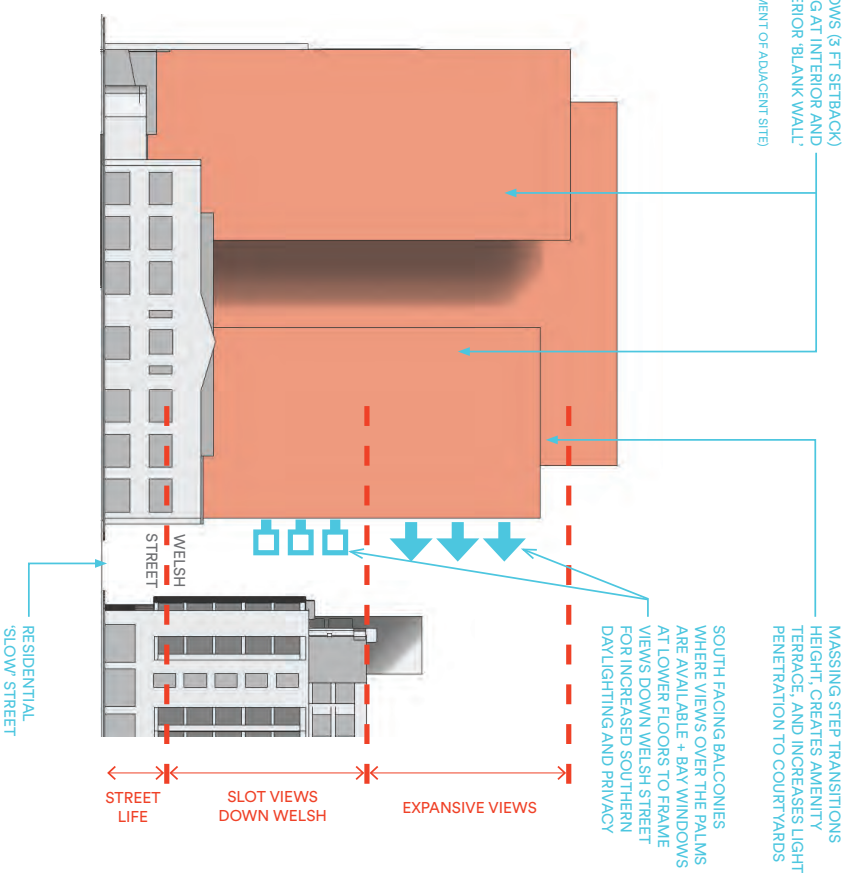 OWS (3 FT SETBACK)
G AT INTERIOR AND
ERIOR 'BLANK WALL'
MENT OF ADJACENT SITE)
MASSING STEP TRANSITIONS
HEIGHT, CREATES AMENITY
TERRACE, AND INCREASES LIGHT
PENETRATION TO COURTYARDS
SOUTH FACING BALCONIES
WHERE VIEWS OVER THE PALMS
ARE AVAILABLE + BAY WINDOWS
AT LOWER FLOORS TO FRAME
VIEWS DOWN WELSH STREET
FOR INCREASED SOUTHERN
DAYLIGHTING AND PRIVACY
WELSH
STREET
RESIDENTIAL
'SLOW' STREET
STREET
LIFE
SLOT VIEWS
DOWN WELSH
EXPANSIVE VIEWS